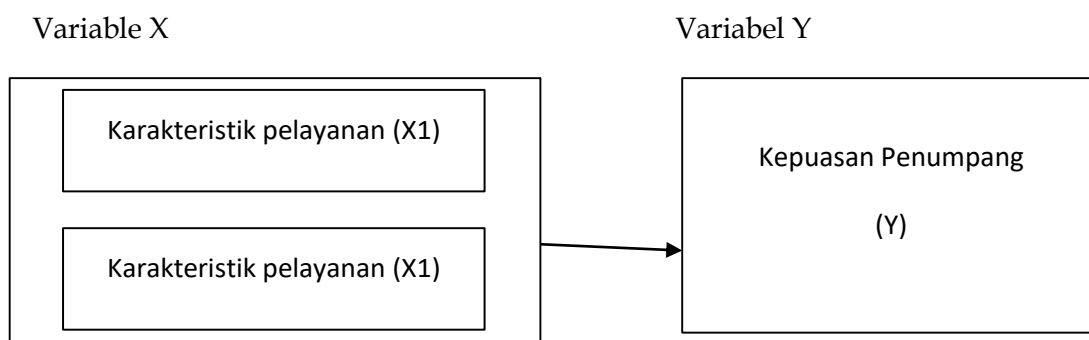 Variable X
Variabel Y
Karakteristik pelayanan (X1)
Karakteristik pelayanan (X1)
Kepuasan Penumpang
(Y)